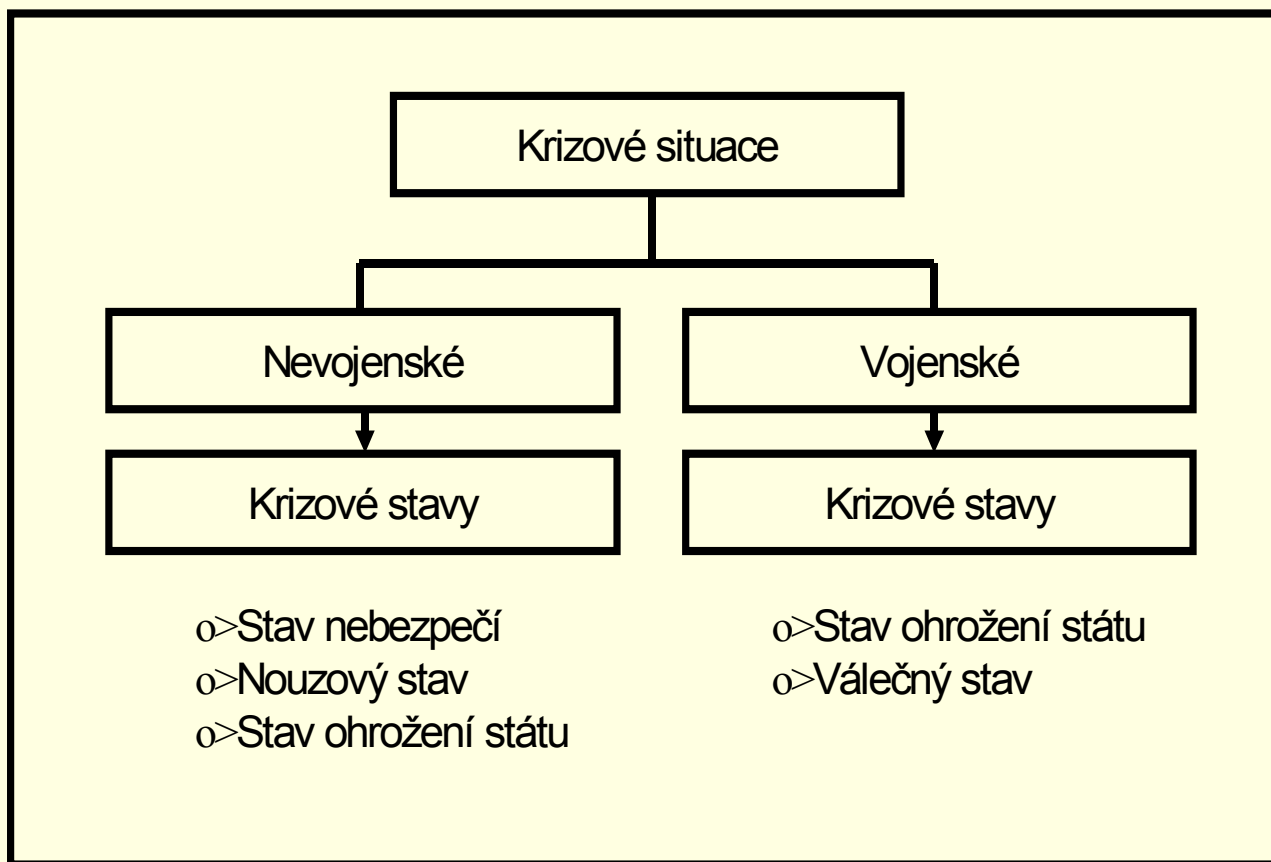 Krizové situace
Nevojenské
Vojenské
Krizové stavy
Krizové stavy
o>Stav nebezpečí
o>Nouzový stav
o>Stav ohrožení státu
o>Stav ohrožení státu
o>Válečný stav